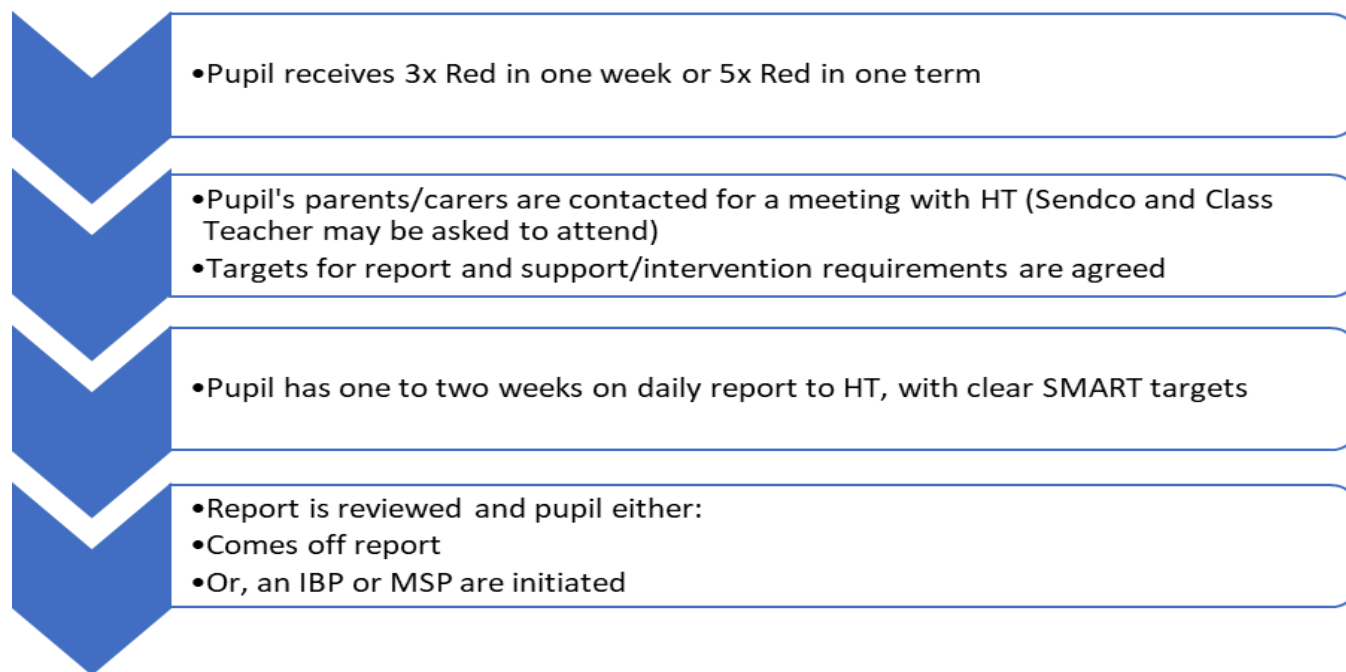 •Pupil receives 3x Red in one week or 5x Red in one term
•Pupil's parents/carers are contacted for a meeting with HT (Sendco and Class
Teacher may be asked to attend)
•Targets for report and support/intervention requirements are agreed
•Pupil has one to two weeks on daily report to HT, with clear SMART targets
•Report is reviewed and pupil either:
•Comes off report
•Or, an IBP or MSP are initiated